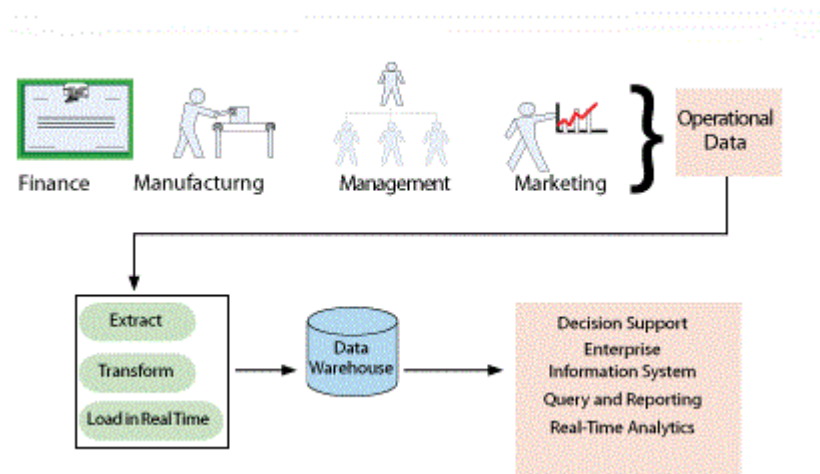 Finance
Manufacturng
Management
Marketing
Operational
Data
Extract
Transform
Load in Real Time
Data
Warehouse
Decision Support
Enterprise
Information System
Query and Reporting
Real-Time Analytics